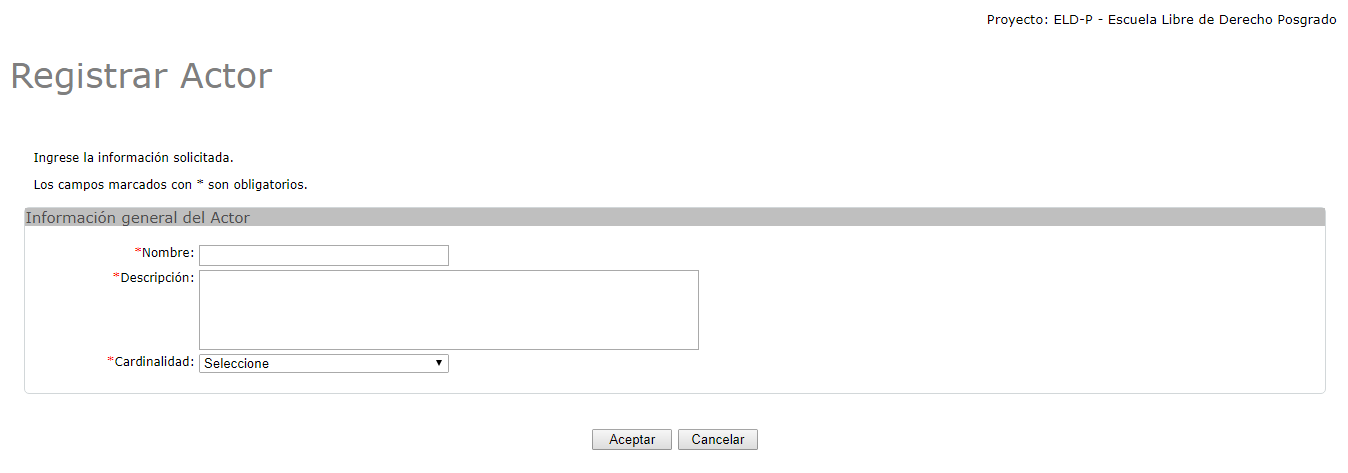 Proyecto: ELD-P - Escuela Libre de Derecho Posgrado
Registrar Actor
Ingrese la información solicitada.
Los campos marcados con * son obligatorios.
Información general del Actor
*Nombre:
*Descripción:
*Cardinalidad: Seleccione
Aceptar Cancelar